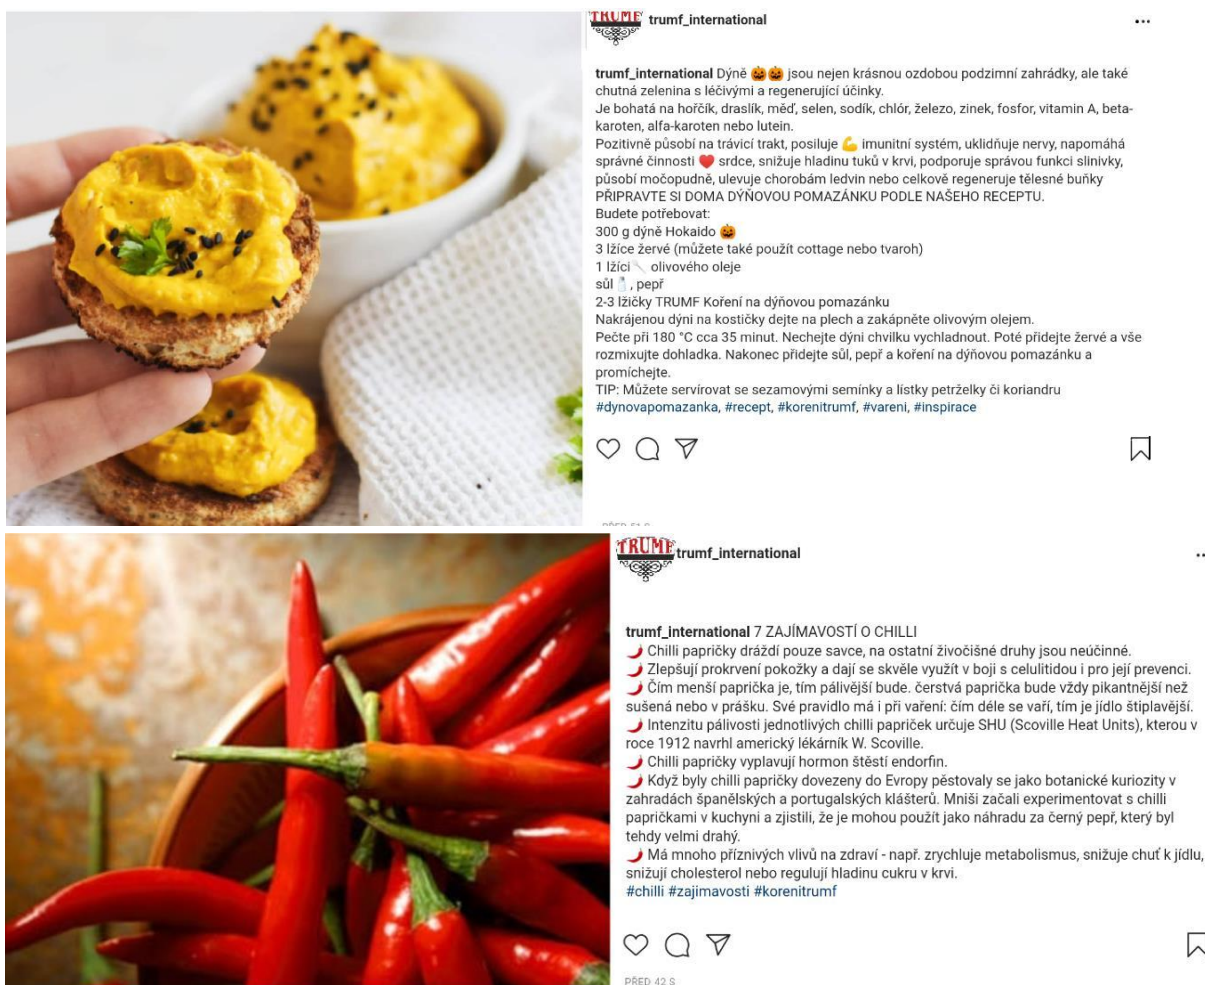 TRUMF
trumf_international
trumf_international Dýně 🎃🎃 jsou nejen krásnou ozdobou podzimní zahrádky, ale také
chutná zelenina s léčivými a regenerující účinky.
Je bohatá na hořčík, draslík, měď, selen, sodík, chlór, železo, zinek, fosfor, vitamin A, beta-
karoten, alfa-karoten nebo lutein.
Pozitivně působí na trávicí trakt, posiluje 💪 imunitní systém, uklidňuje nervy, napomáhá
správné činnosti ❤️ srdce, snižuje hladinu tuků v krvi, podporuje správou funkci slinivky,
působí močopudně, ulevuje chorobám ledvin nebo celkově regeneruje tělesné buňky
PŘIPRAVTE SI DOMA DÝŇOVOU POMAZÁNKU PODLE NAŠEHO RECEPTU.
Budete potřebovat:
300 g dýně Hokaido 🎃
3 lžíce žervé (můžete také použít cottage nebo tvaroh)
1 lžíci🥄 olivového oleje
sůl🧂, pepř
2-3 lžičky TRUMF Koření na dýňovou pomazánku
Nakrájenou dýni na kostičky dejte na plech a zakápněte olivovým olejem.
Pečte při 180 °C cca 35 minut. Nechejte dýni chvilku vychladnout. Poté přidejte žervé a vše
rozmixujte dohladka. Nakonec přidejte sůl, pepř a koření na dýňovou pomazánku a
promíchejte.
TIP: Můžete servírovat se sezamovými semínky a lístky petrželky či koriandru
#dynovapomazanka, #recept, #korenitrumf, #vareni, #inspirace
PŘED 51 S
TRUMF
trumf_international
trumf_international 7 ZAJÍMAVOSTÍ O CHILLI
🌶️ Chilli papričky dráždí pouze savce, na ostatní živočišné druhy jsou neúčinné.
🌶️ Zlepšují prokrvení pokožky a dají se skvěle využít v boji s celulitidou i pro její prevenci.
🌶️ Čím menší paprička je, tím pálivější bude. čerstvá paprička bude vždy pikantnější než
sušená nebo v prášku. Své pravidlo má i při vaření: čím déle se vaří, tím je jídlo štiplavější.
🌶️ Intenzitu pálivosti jednotlivých chilli papriček určuje SHU (Scoville Heat Units), kterou v
roce 1912 navrhl americký lékárník W. Scoville.
🌶️ Chilli papričky vyplavují hormon štěstí endorfin.
🌶️ Když byly chilli papričky dovezeny do Evropy pěstovaly se jako botanické kuriozity v
zahradách španělských a portugalských klášterů. Mniši začali experimentovat s chilli
papričkami v kuchyni a zjistili, že je mohou použít jako náhradu za černý pepř, který byl
tehdy velmi drahý.
🌶️ Má mnoho příznivých vlivů na zdraví - např. zrychluje metabolismus, snižuje chuť k jídlu,
snižují cholesterol nebo regulují hladinu cukru v krvi.
#chilli #zajimavosti #korenitrumf
PŘED 42 S